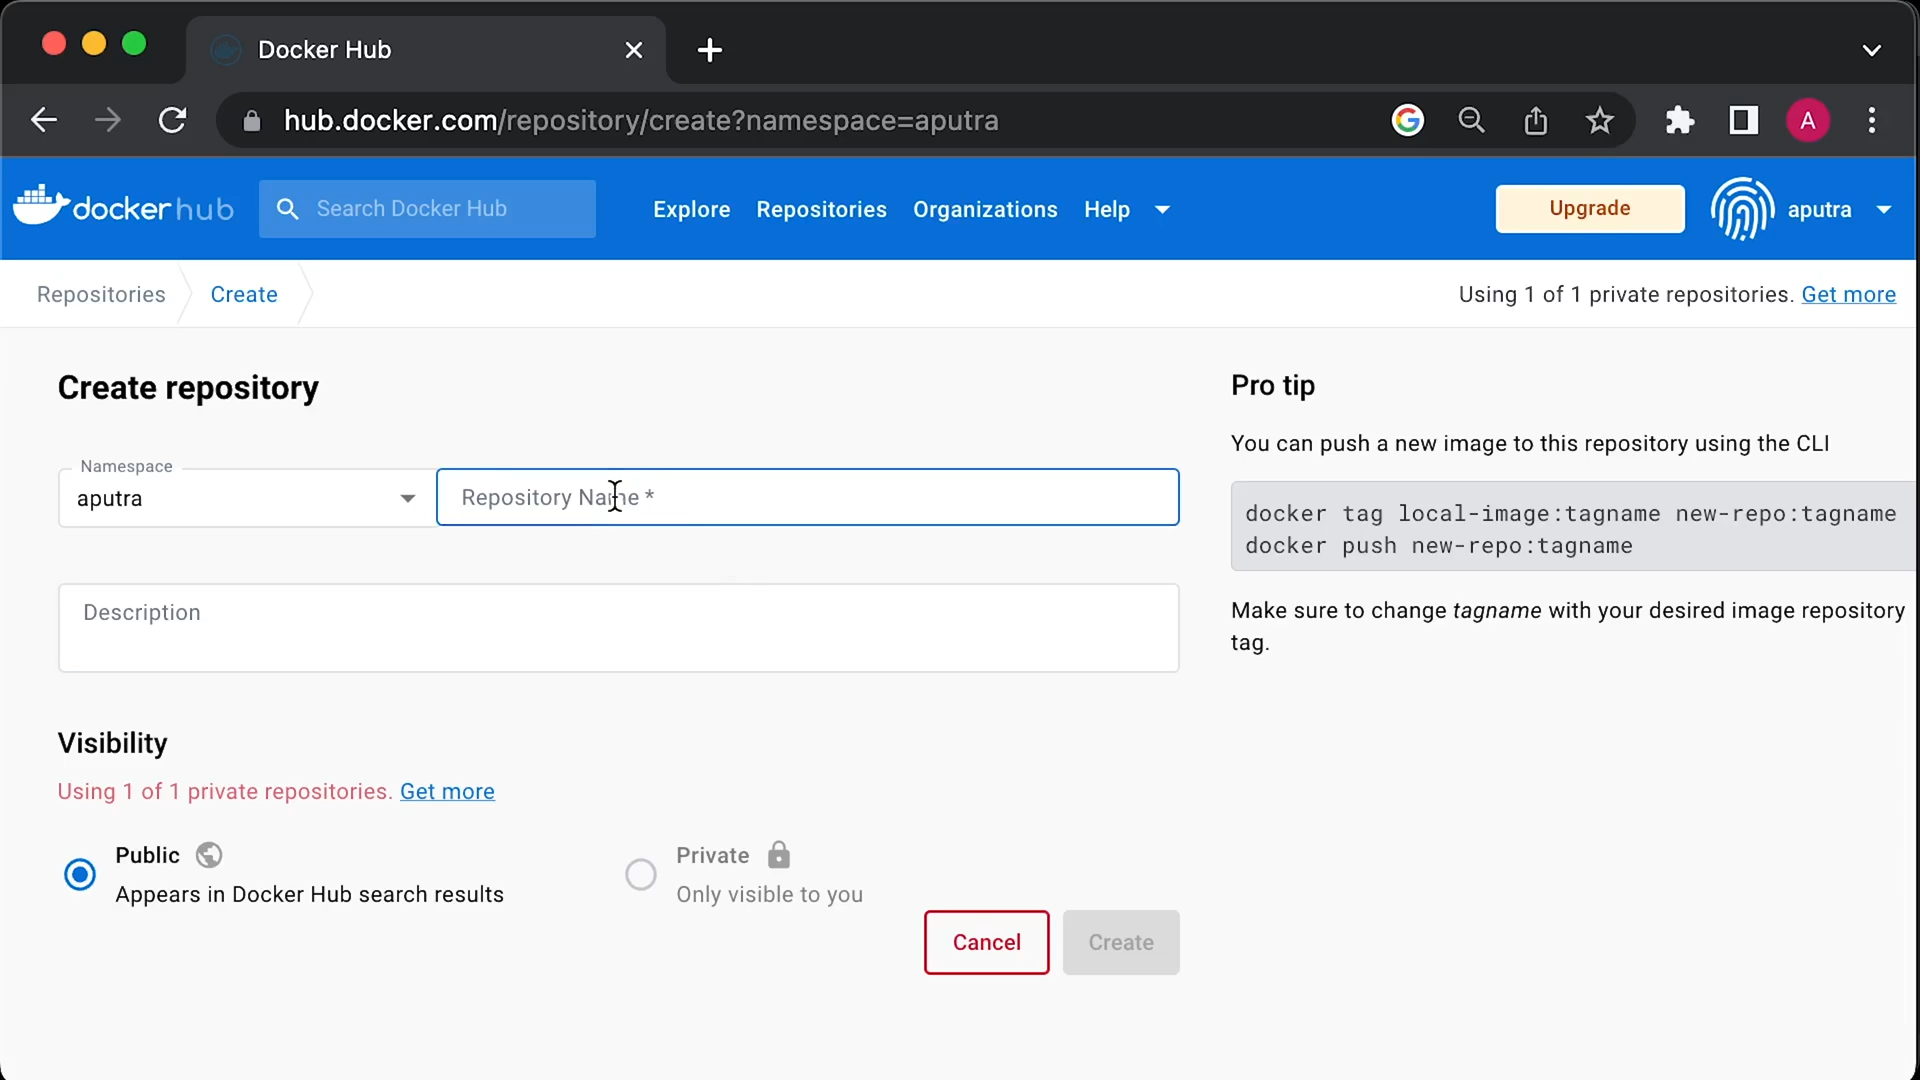 Docker Hub
hub.docker.com/repository/create?namespace=aputra
A
dockerhub
Search Docker Hub
Explore Repositories Organizations Help
Upgrade
aputra
Repositories
Create
Using 1 of 1 private repositories. Get more
Create repository
Namespace
aputra
Repository Name *
Description
Visibility
Using 1 of 1 private repositories. Get more
Public
Appears in Docker Hub search results
Private
Only visible to you
Cancel
Create
Pro tip
You can push a new image to this repository using the CLI
docker tag local-image:tagname new-repo:tagname
docker push new-repo:tagname
Make sure to change tagname with your desired image repository
tag.